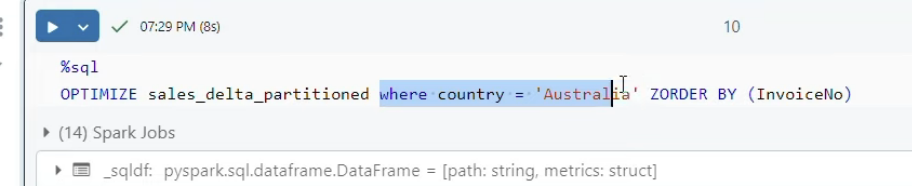 07:29 PM (8s)
10
%sql
OPTIMIZE sales_delta_partitioned where country = 'Australia' ZORDER BY (InvoiceNo)
(14) Spark Jobs
_sqldf: pyspark.sql.dataframe.DataFrame = [path: string, metrics: struct]